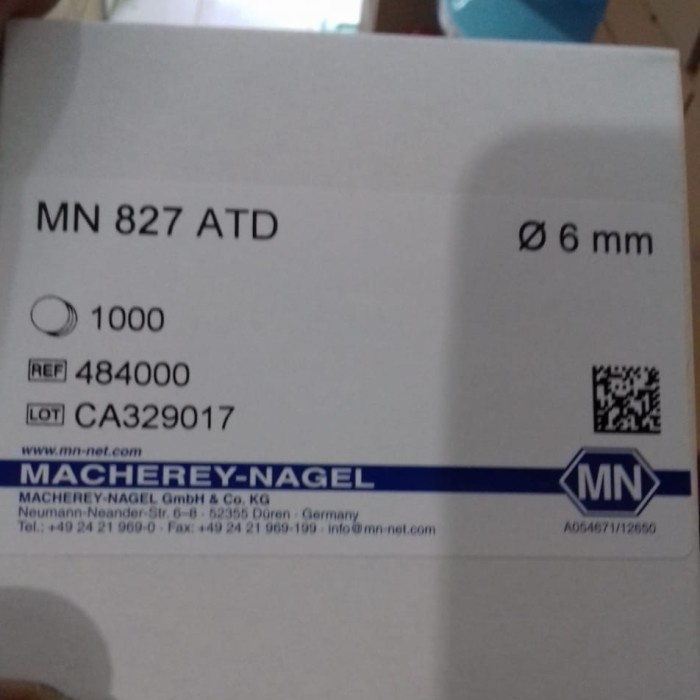 MN 827 ATD
Ø 6 mm
1000
REF 484000
LOT CA329017
www.mn-net.com
MACHEREY-NAGEL
MN
MACHEREY-NAGEL GmbH & Co. KG
Neumann-Neander-Str. 6–8 · 52355 Düren · Germany
Tel.: +49 24 21 969-0 · Fax: +49 24 21 969-199 · info@mn-net.com
A054671/12650